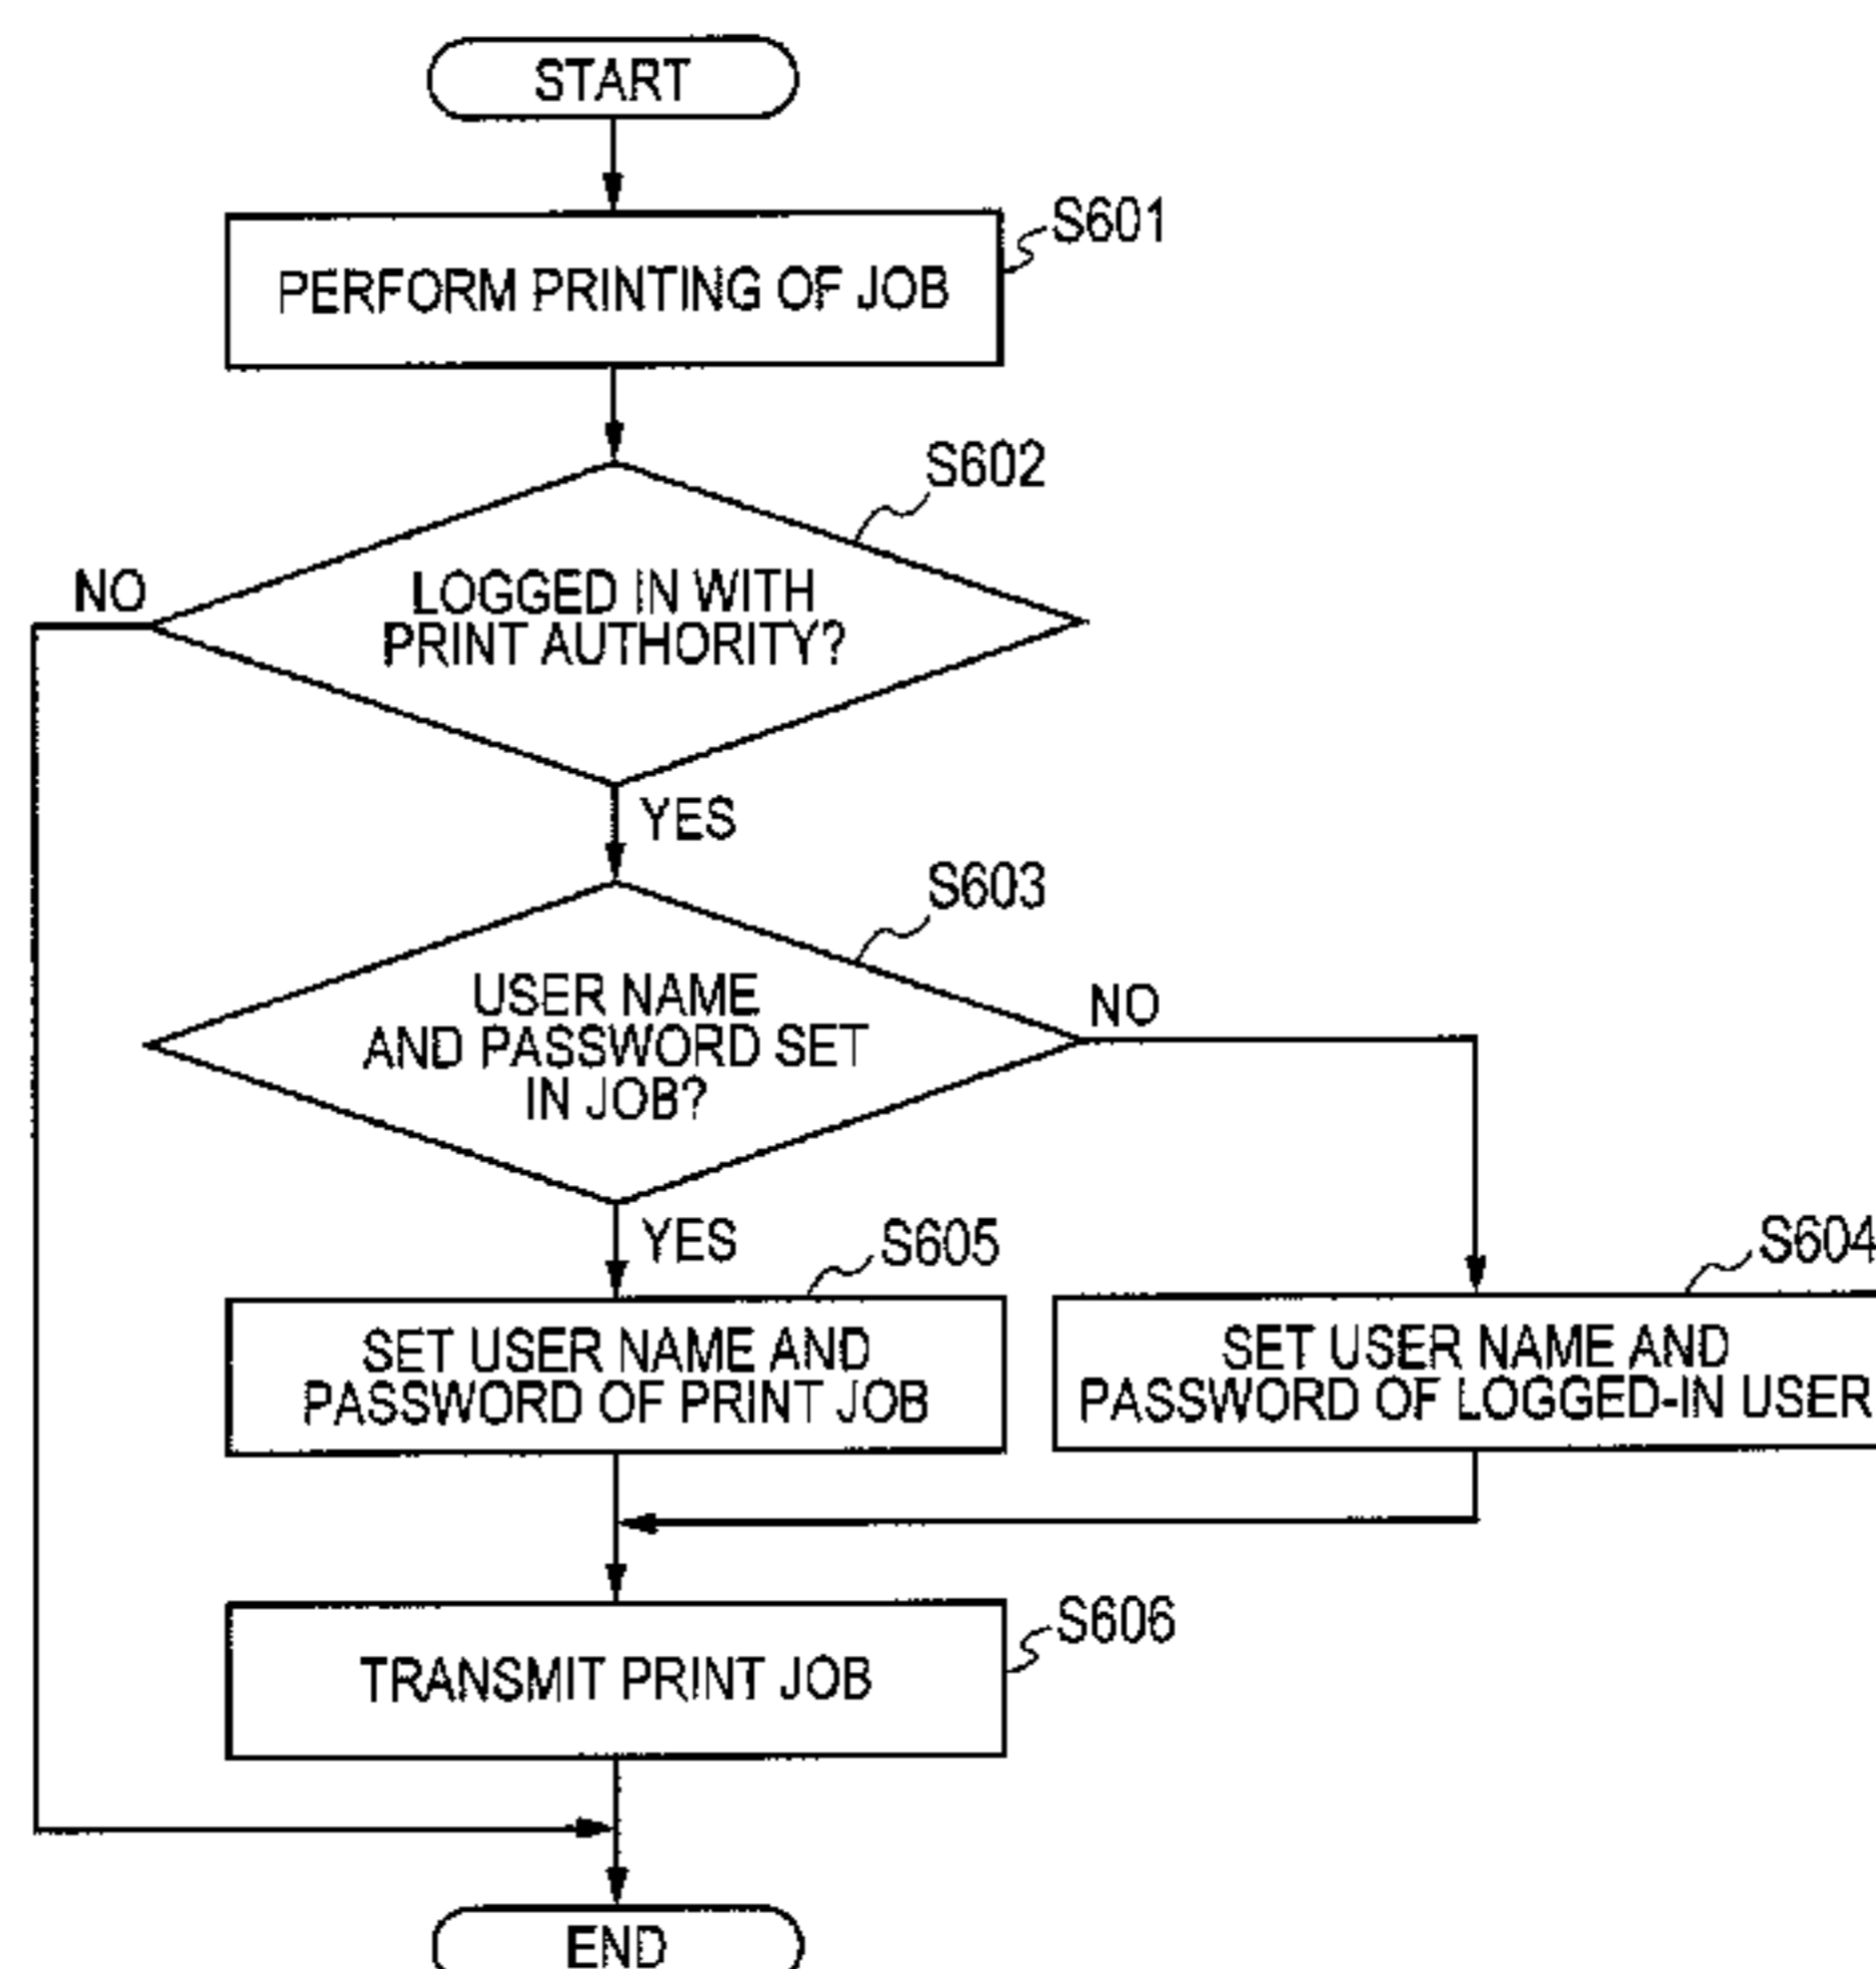 START
S601
PERFORM PRINTING OF JOB
S602
NO
LOGGED IN WITH
PRINT AUTHORITY?
YES
S603
USER NAME
AND PASSWORD SET
IN JOB?
NO
YES
S605
S604
SET USER NAME AND
PASSWORD OF PRINT JOB
SET USER NAME AND
PASSWORD OF LOGGED-IN USER
S606
TRANSMIT PRINT JOB
END